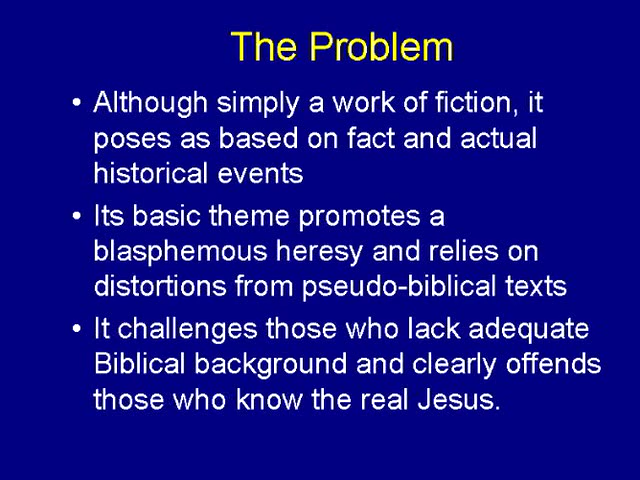 The Problem
• Although simply a work of fiction, it
poses as based on fact and actual
historical events
• Its basic theme promotes a
blasphemous heresy and relies on
distortions from pseudo-biblical texts
• It challenges those who lack adequate
Biblical background and clearly offends
those who know the real Jesus.